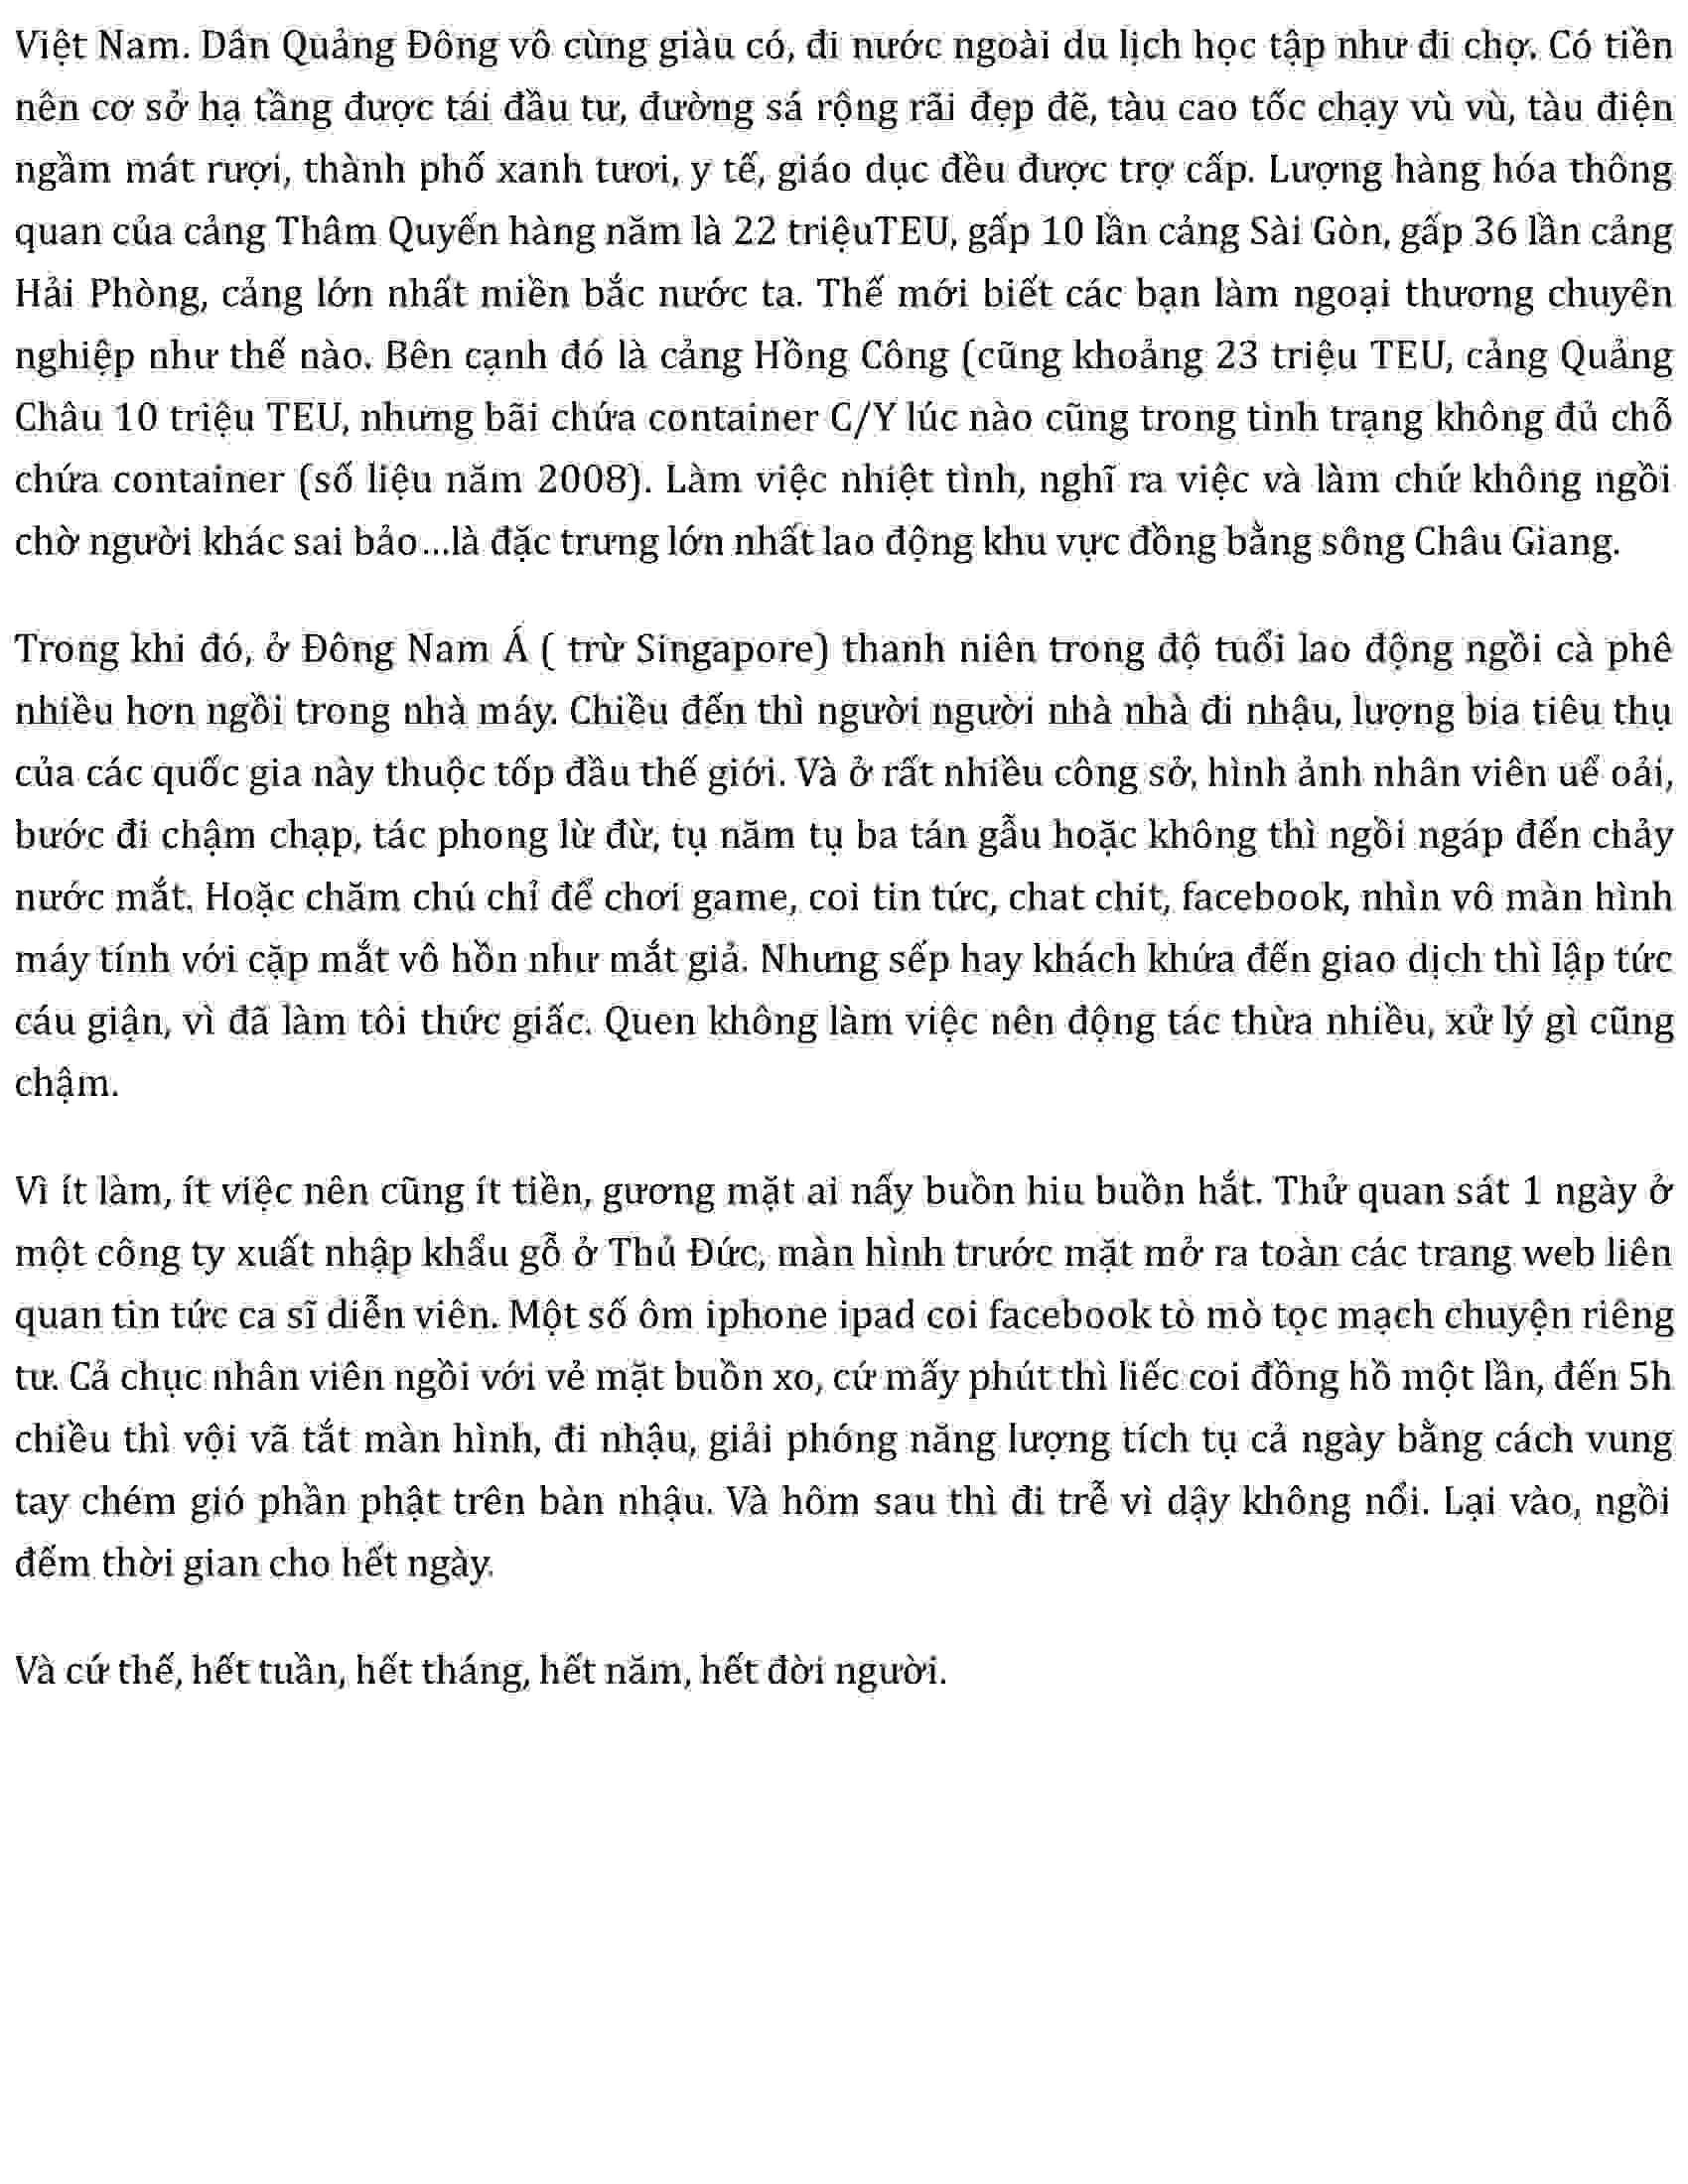 Việt Nam. Dân Quảng Đông vô cùng giàu có, đi nước ngoài du lịch học tập như đi chợ. Có tiền
nên cơ sở hạ tầng được tái đầu tư, đường sá rộng rãi đẹp đẽ, tàu cao tốc chạy vù vù, tàu điện
ngầm mát rượi, thành phố xanh tươi, y tế, giáo dục đều được trợ cấp. Lượng hàng hóa thông
quan của cảng Thâm Quyến hàng năm là 22 triệuTEU, gấp 10 lần cảng Sài Gòn, gấp 36 lần cảng
Hải Phòng, cảng lớn nhất miền bắc nước ta. Thế mới biết các bạn làm ngoại thương chuyên
nghiệp như thế nào. Bên cạnh đó là cảng Hồng Công (cũng khoảng 23 triệu TEU, cảng Quảng
Châu 10 triệu TEU, nhưng bãi chứa container C/Y lúc nào cũng trong tình trạng không đủ chỗ
chứa container (số liệu năm 2008). Làm việc nhiệt tình, nghĩ ra việc và làm chứ không ngồi
chờ người khác sai bảo...là đặc trưng lớn nhất lao động khu vực đồng bằng sông Châu Giang.
Trong khi đó, ở Đông Nam Á ( trừ Singapore) thanh niên trong độ tuổi lao động ngồi cà phê
nhiều hơn ngồi trong nhà máy. Chiều đến thì người người nhà nhà đi nhậu, lượng bia tiêu thụ
của các quốc gia này thuộc tốp đầu thế giới. Và ở rất nhiều công sở, hình ảnh nhân viên uể oải,
bước đi chậm chạp, tác phong lừ đừ, tụ năm tụ ba tán gẫu hoặc không thì ngồi ngáp đến chảy
nước mắt. Hoặc chăm chú chỉ để chơi game, coi tin tức, chat chit, facebook, nhìn vô màn hình
máy tính với cặp mắt vô hồn như mắt giả. Nhưng sếp hay khách khứa đến giao dịch thì lập tức
cáu giận, vì đã làm tôi thức giấc. Quen không làm việc nên động tác thừa nhiều, xử lý gì cũng
chậm.
Vì ít làm, ít việc nên cũng ít tiền, gương mặt ai nấy buồn hiu buồn hắt. Thử quan sát 1 ngày ở
một công ty xuất nhập khẩu gỗ ở Thủ Đức, màn hình trước mặt mở ra toàn các trang web liên
quan tin tức ca sĩ diễn viên. Một số ôm iphone ipad coi facebook tò mò tọc mạch chuyện riêng
tư. Cả chục nhân viên ngồi với vẻ mặt buồn xo, cứ mấy phút thì liếc coi đồng hồ một lần, đến 5h
chiều thì vội vã tắt màn hình, đi nhậu, giải phóng năng lượng tích tụ cả ngày bằng cách vung
tay chém gió phần phật trên bàn nhậu. Và hôm sau thì đi trễ vì dậy không nổi. Lại vào, ngồi
đếm thời gian cho hết ngày.
Và cứ thế, hết tuần, hết tháng, hết năm, hết đời người.